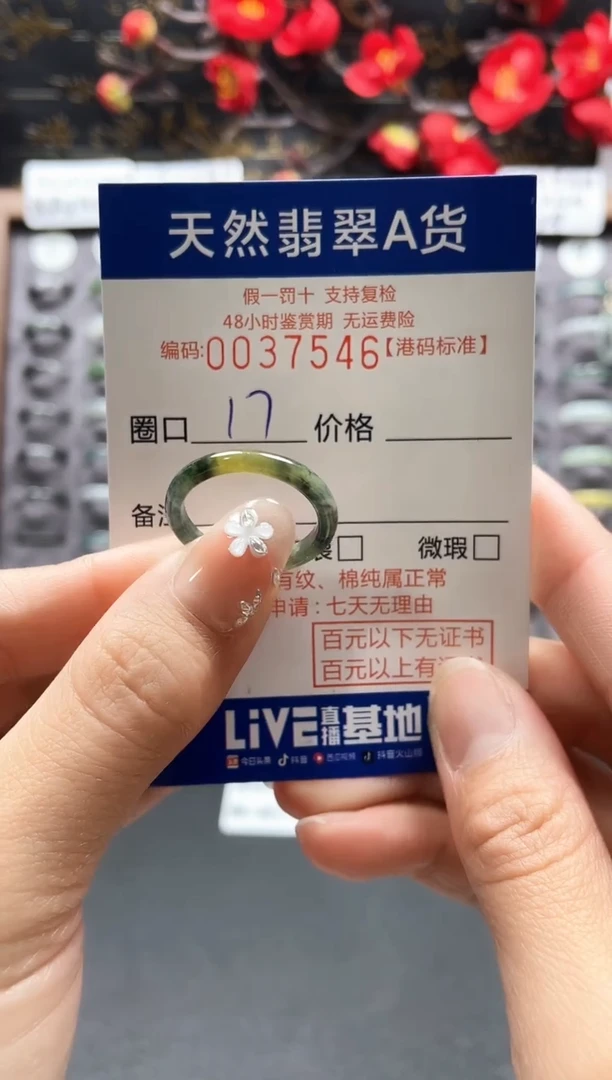 天然翡翠A货
假一罚十 支持复检
48小时鉴赏期 无运费险
编码:0037546【港码标准】
圈口 17 价格
备注
微瑕
有纹、棉纯属正常
申请:七天无理由
百元以下无证书
百元以上有
LiVE直播基地
今日头条 抖音 西瓜视频 抖音火山版